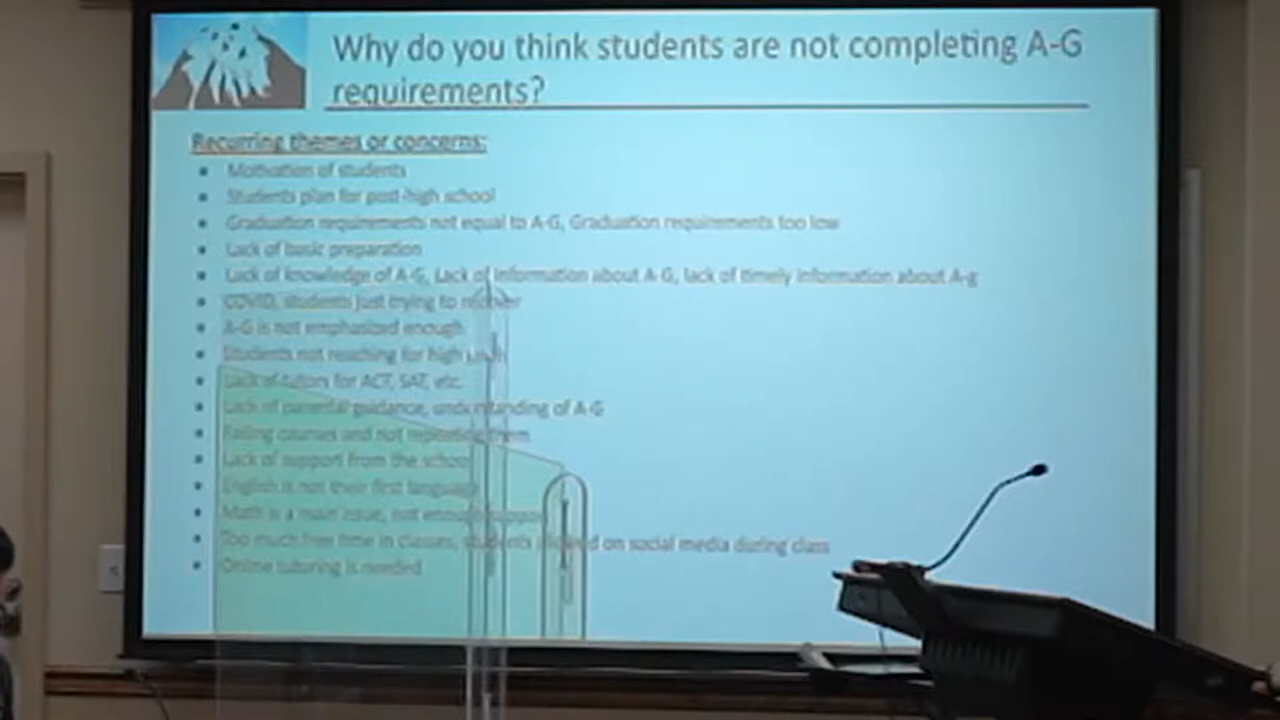 Why do you think students are not completing A-G
requirements?
Recurring themes or concerns:
Motivation of students
Students plan for post-high school
Graduation requirements not equal to A-G, Graduation requirements too low
Lack of basic preparation
Lack of knowledge of A-G, Lack of information about A-G, lack of timely information about A-g
COVID, students just trying to recover
A-G is not emphasized enough
Students not reaching for high
Lack of tutors for ACT, SAT, etc.
Lack of parental guidance, understanding of A-G
Failing courses and not repeating them
Lack of support from the school
English is not their first language
Math is a main issue, not enough support
Too much free time in classes, students allowed on social media during class
Online tutoring is needed